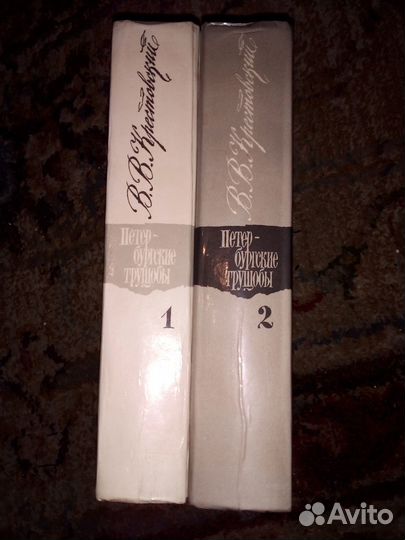 В.В.Крестовский
Петер-
бургские
трущобы
1
В.В.Крестовский
Петер-
бургские
трущобы
2
Avito